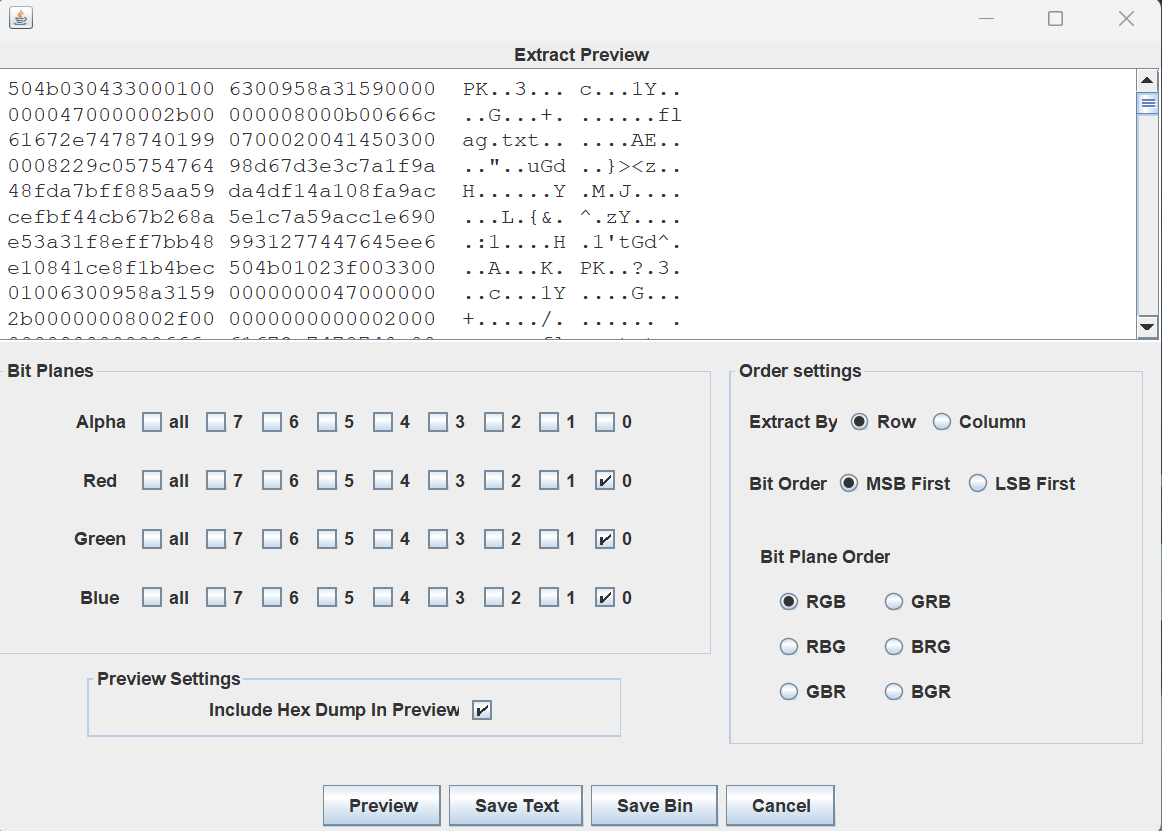 Extract Preview
504b030433000100 6300958a31590000 PK..3... c...1Y..
0000470000002b00 000008000b00666c ..G...+. ......fl
61672e7478740199 0700020041450300 ag.txt.. ....AE..
0008229c05754764 98d67d3e3c7a1f9a .."..uGd ..}><z..
48fda7bff885aa59 da4df14a108fa9ac H......Y .M.J....
cefbf44cb67b268a 5e1c7a59acc1e690 ...L.{&. ^.zY....
e53a31f8eff7bb48 9931277447645ee6 .:1....H .1'tGd^.
e10841ce8f1b4bec 504b01023f003300 ..A...K. PK..?.3.
01006300958a3159 0000000047000000 ..c...1Y ....G...
2b00000008002f00 0000000000002000 +...../. ...... .
Bit Planes
Alpha all 7 6 5 4 3 2 1 0
Red all 7 6 5 4 3 2 1 0
Green all 7 6 5 4 3 2 1 0
Blue all 7 6 5 4 3 2 1 0
Preview Settings
Include Hex Dump In Preview
Order settings
Extract By Row Column
Bit Order MSB First LSB First
Bit Plane Order
RGB GRB
RBG BRG
GBR BGR
Preview Save Text Save Bin Cancel